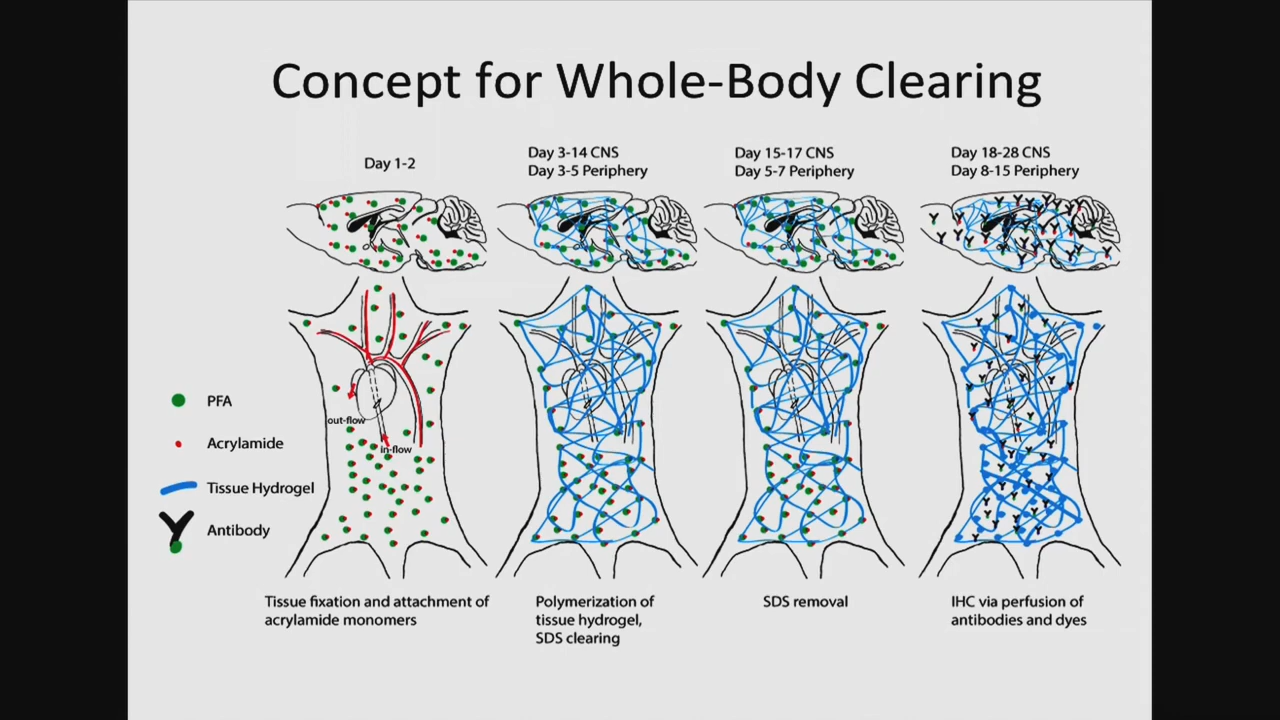 Concept for Whole-Body Clearing
Day 1-2
Day 3-14 CNS
Day 3-5 Periphery
Day 15-17 CNS
Day 5-7 Periphery
Day 18-28 CNS
Day 8-15 Periphery
PFA
Acrylamide
Tissue Hydrogel
Antibody
out-flow
in-flow
Tissue fixation and attachment of
acrylamide monomers
Polymerization of
tissue hydrogel,
SDS clearing
SDS removal
IHC via perfusion of
antibodies and dyes